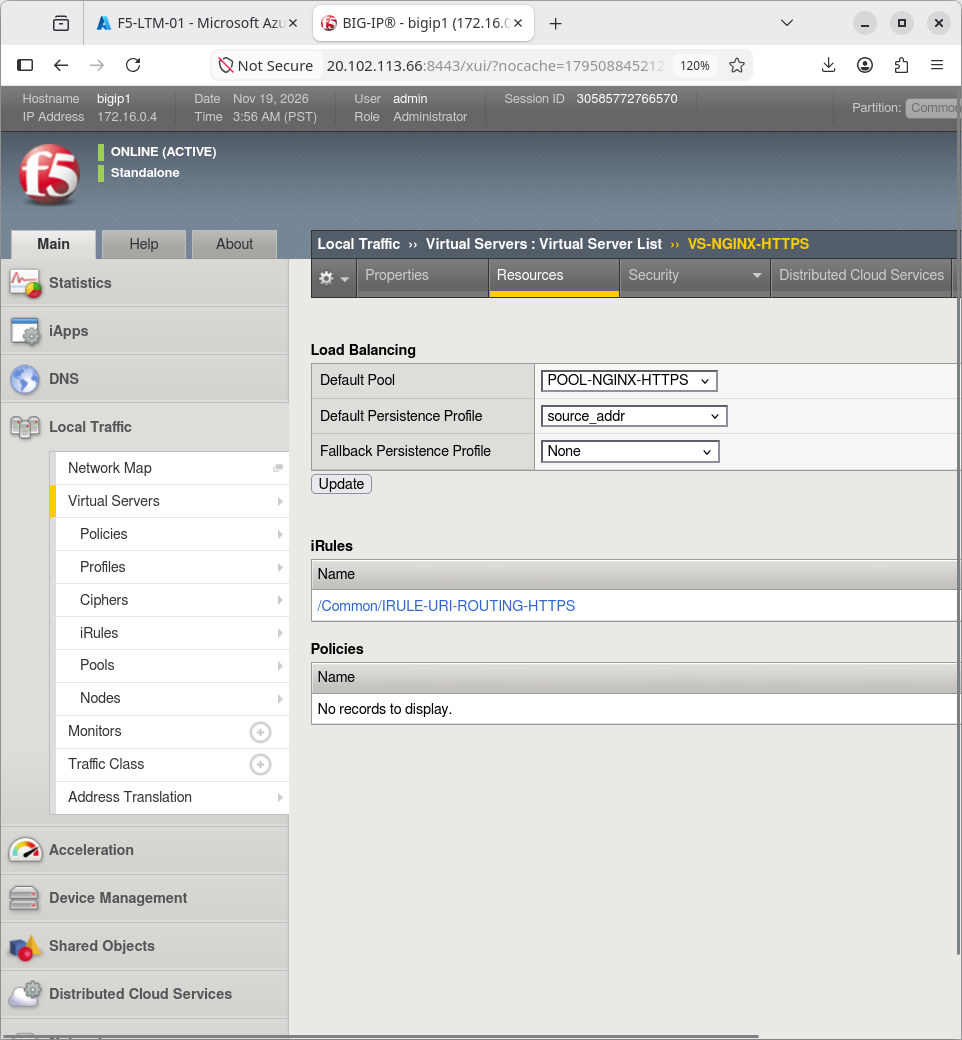 F5-LTM-01 - Microsoft Azu
BIG-IP® - bigip1 (172.16.0
Not Secure
20.102.113.66:8443/xui/?nocache=1795088845212
120%
Hostname bigip1
IP Address 172.16.0.4
Date Nov 19, 2026
Time 3:56 AM (PST)
User admin
Role Administrator
Session ID 30585772766570
Partition: Common
f5
ONLINE (ACTIVE)
Standalone
Main
Help
About
Local Traffic ›› Virtual Servers : Virtual Server List ›› VS-NGINX-HTTPS
Properties
Resources
Security
Distributed Cloud Services
Statistics
iApps
DNS
Local Traffic
Network Map
Virtual Servers
Policies
Profiles
Ciphers
iRules
Pools
Nodes
Monitors
Traffic Class
Address Translation
Acceleration
Device Management
Shared Objects
Distributed Cloud Services
Load Balancing
Default Pool POOL-NGINX-HTTPS
Default Persistence Profile source_addr
Fallback Persistence Profile None
Update
iRules
Name
/Common/IRULE-URI-ROUTING-HTTPS
Policies
Name
No records to display.